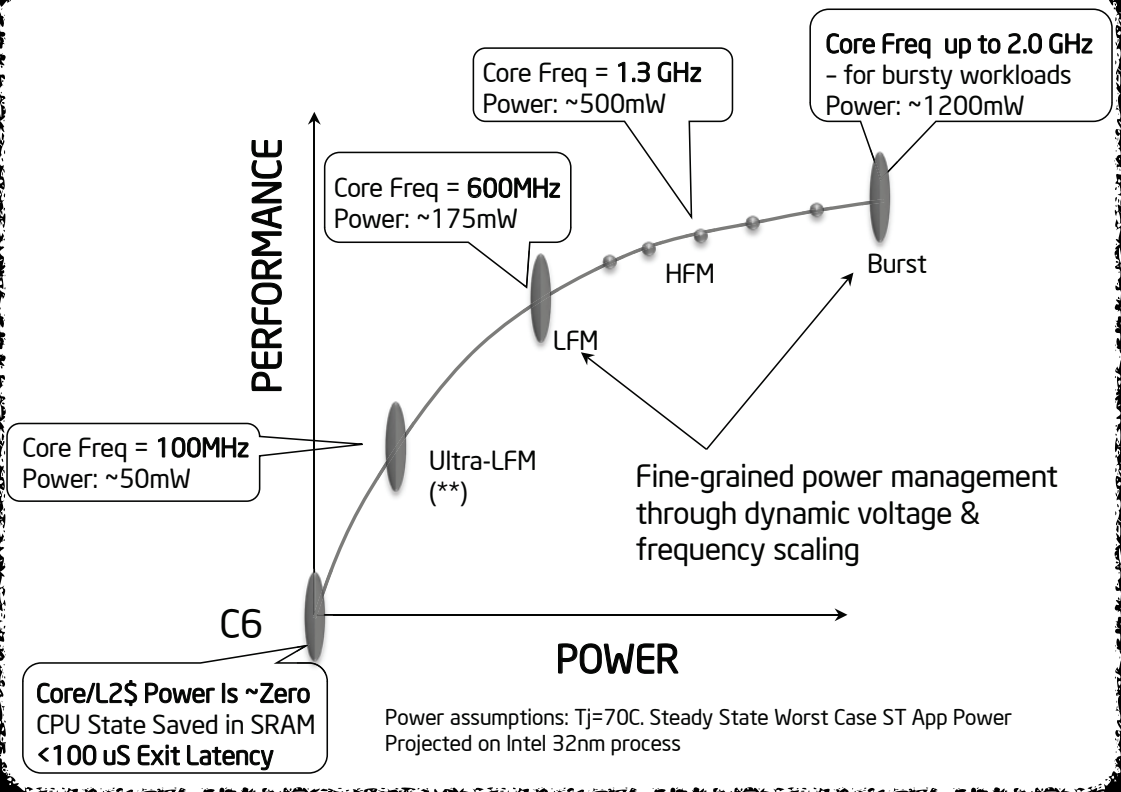 Core Freq up to 2.0 GHz
– for bursty workloads
Power: ~1200mW
Core Freq = 1.3 GHz
Power: ~500mW
Core Freq = 600MHz
Power: ~175mW
PERFORMANCE
HFM
Burst
LFM
Core Freq = 100MHz
Power: ~50mW
Ultra-LFM
(**)
Fine-grained power management
through dynamic voltage &
frequency scaling
C6
POWER
Core/L2$ Power Is ~Zero
CPU State Saved in SRAM
<100 uS Exit Latency
Power assumptions: Tj=70C. Steady State Worst Case ST App Power
Projected on Intel 32nm process